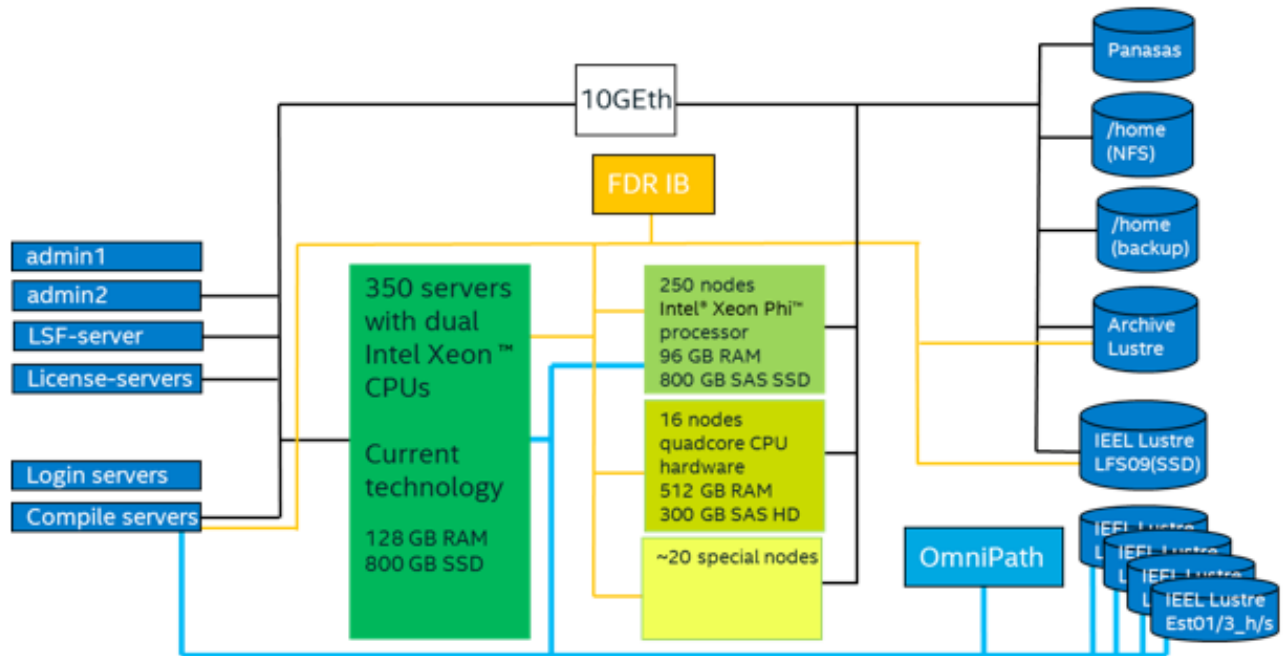 Panasas
10GEth
/home
(NFS)
FDR IB
/home
(backup)
admin1
admin2
LSF-server
License-servers
Login servers
Compile servers
350 servers
with dual
Intel Xeon ™
CPUs
Current
technology
128 GB RAM
800 GB SSD
250 nodes
Intel® Xeon Phi™
processor
96 GB RAM
800 GB SAS SSD
16 nodes
quadcore CPU
hardware
512 GB RAM
300 GB SAS HD
~20 special nodes
Archive
Lustre
IEEL Lustre
LFS09(SSD)
OmniPath
IEEL Lustre
L
IEEL Lustre
L
IEEL Lustre
L
IEEL Lustre
Est01/3_h/s